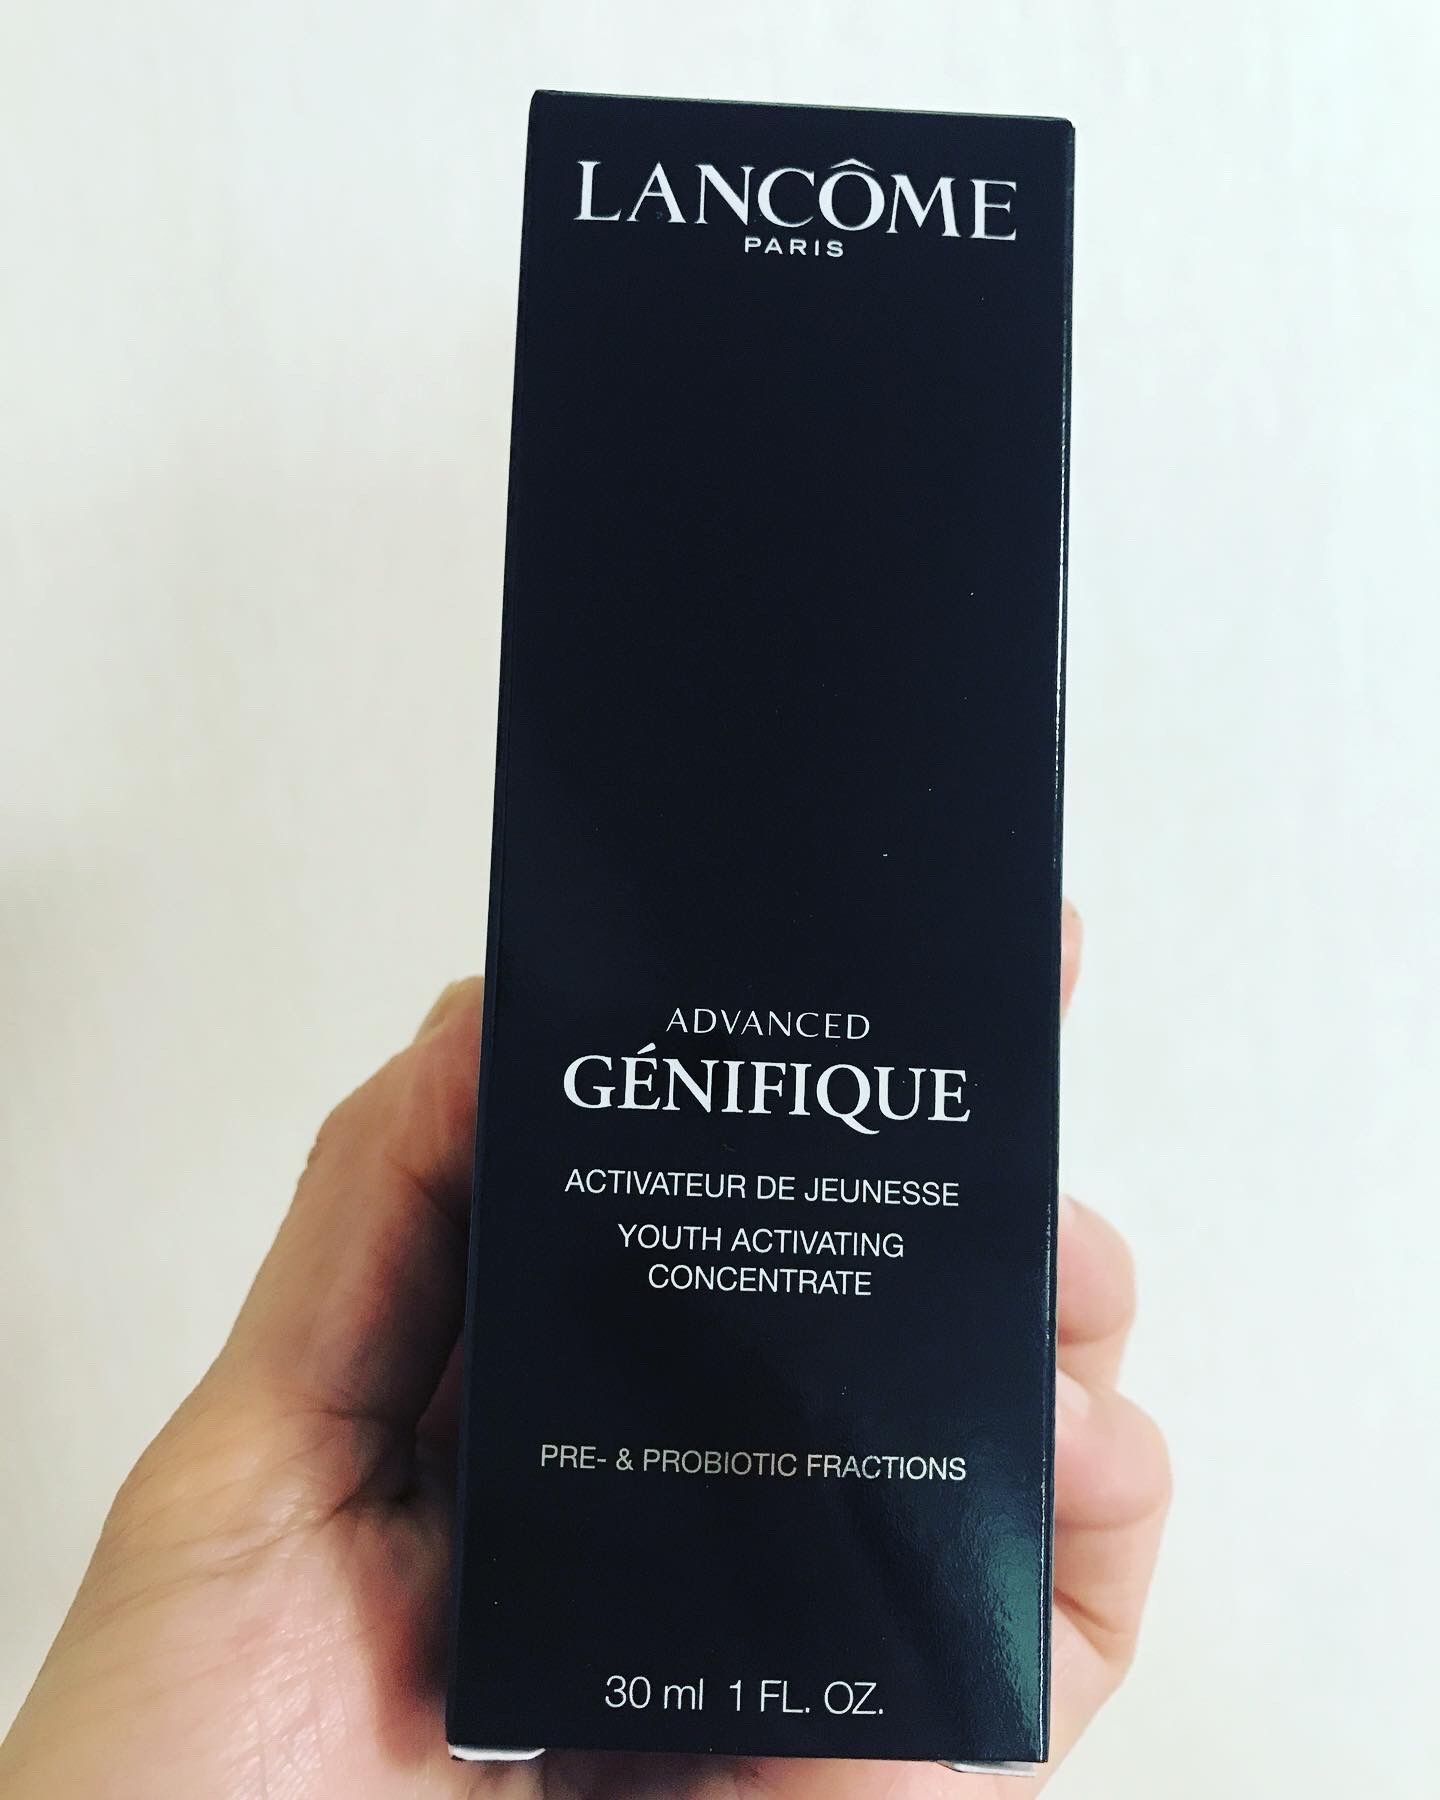 LANCÔME
PARIS
ADVANCED
GÉNIFIQUE
ACTIVATEUR DE JEUNESSE
YOUTH ACTIVATING
CONCENTRATE
PRE- & PROBIOTIC FRACTIONS
30 ml 1 FL. OZ.